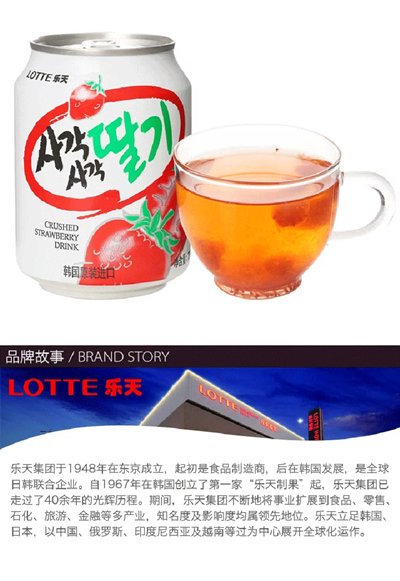 LOTTE 乐天
사각
사각
딸기
CRUSHED
STRAWBERRY
DRINK
韩国原装进口
品牌故事 / BRAND STORY
LOTTE 乐天
LOTTE
乐天集团于1948年在东京成立，起初是食品制造商，后在韩国发展，是全球
日韩联合企业。自1967年在韩国创立了第一家“乐天制果”起，乐天集团已
走过了40余年的光辉历程。期间，乐天集团不断地将事业扩展到食品、零售、
石化、旅游、金融等多产业，知名度及影响度均属领先地位。乐天立足韩国、
日本，以中国、俄罗斯、印度尼西亚及越南等过为中心展开全球化运作。